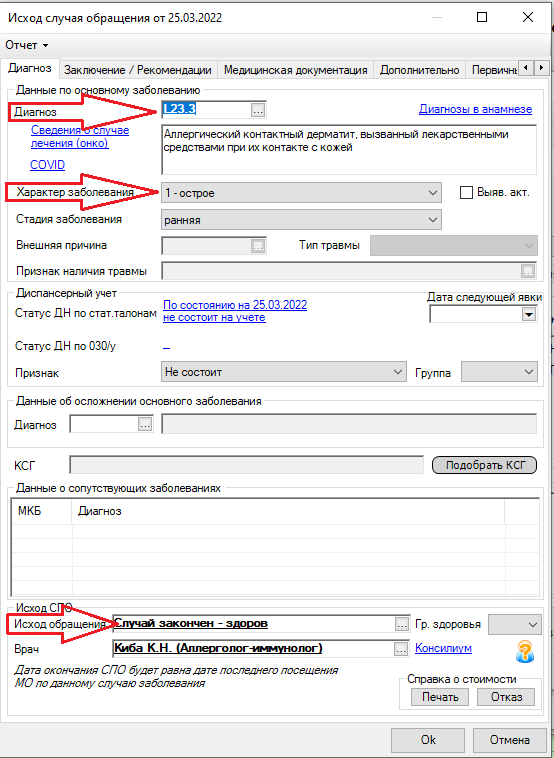 Исход случая обращения от 25.03.2022
Отчет
Диагноз Заключение / Рекомендации Медицинская документация Дополнительно Первичн
Данные по основному заболеванию
Диагноз L23.3 ... Диагнозы в анамнезе
Сведения о случае
лечения (онко)
Аллергический контактный дерматит, вызванный лекарственными
средствами при их контакте с кожей
COVID
Характер заболевания 1 - острое Выяв. акт.
Стадия заболевания ранняя
Внешняя причина ... Тип травмы
Признак наличия травмы ...
Диспансерный учет
Дата следующей явки
Статус ДН по стат.талонам По состоянию на 25.03.2022
не состоит на учете
Статус ДН по 030/у
Признак Не состоит Группа
Данные об осложнении основного заболевания
Диагноз ...
КСГ Подобрать КСГ
Данные о сопутствующих заболеваниях
МКБ Диагноз
Исход СПО
Исход обращения Случай закончен - здоров ... Гр. здоровья
Врач Киба К.Н. (Аллерголог-иммунолог) ... Консилиум
Дата окончания СПО будет равна дате последнего посещения
МО по данному случаю заболевания
Справка о стоимости
Печать Отказ
Ok Отмена